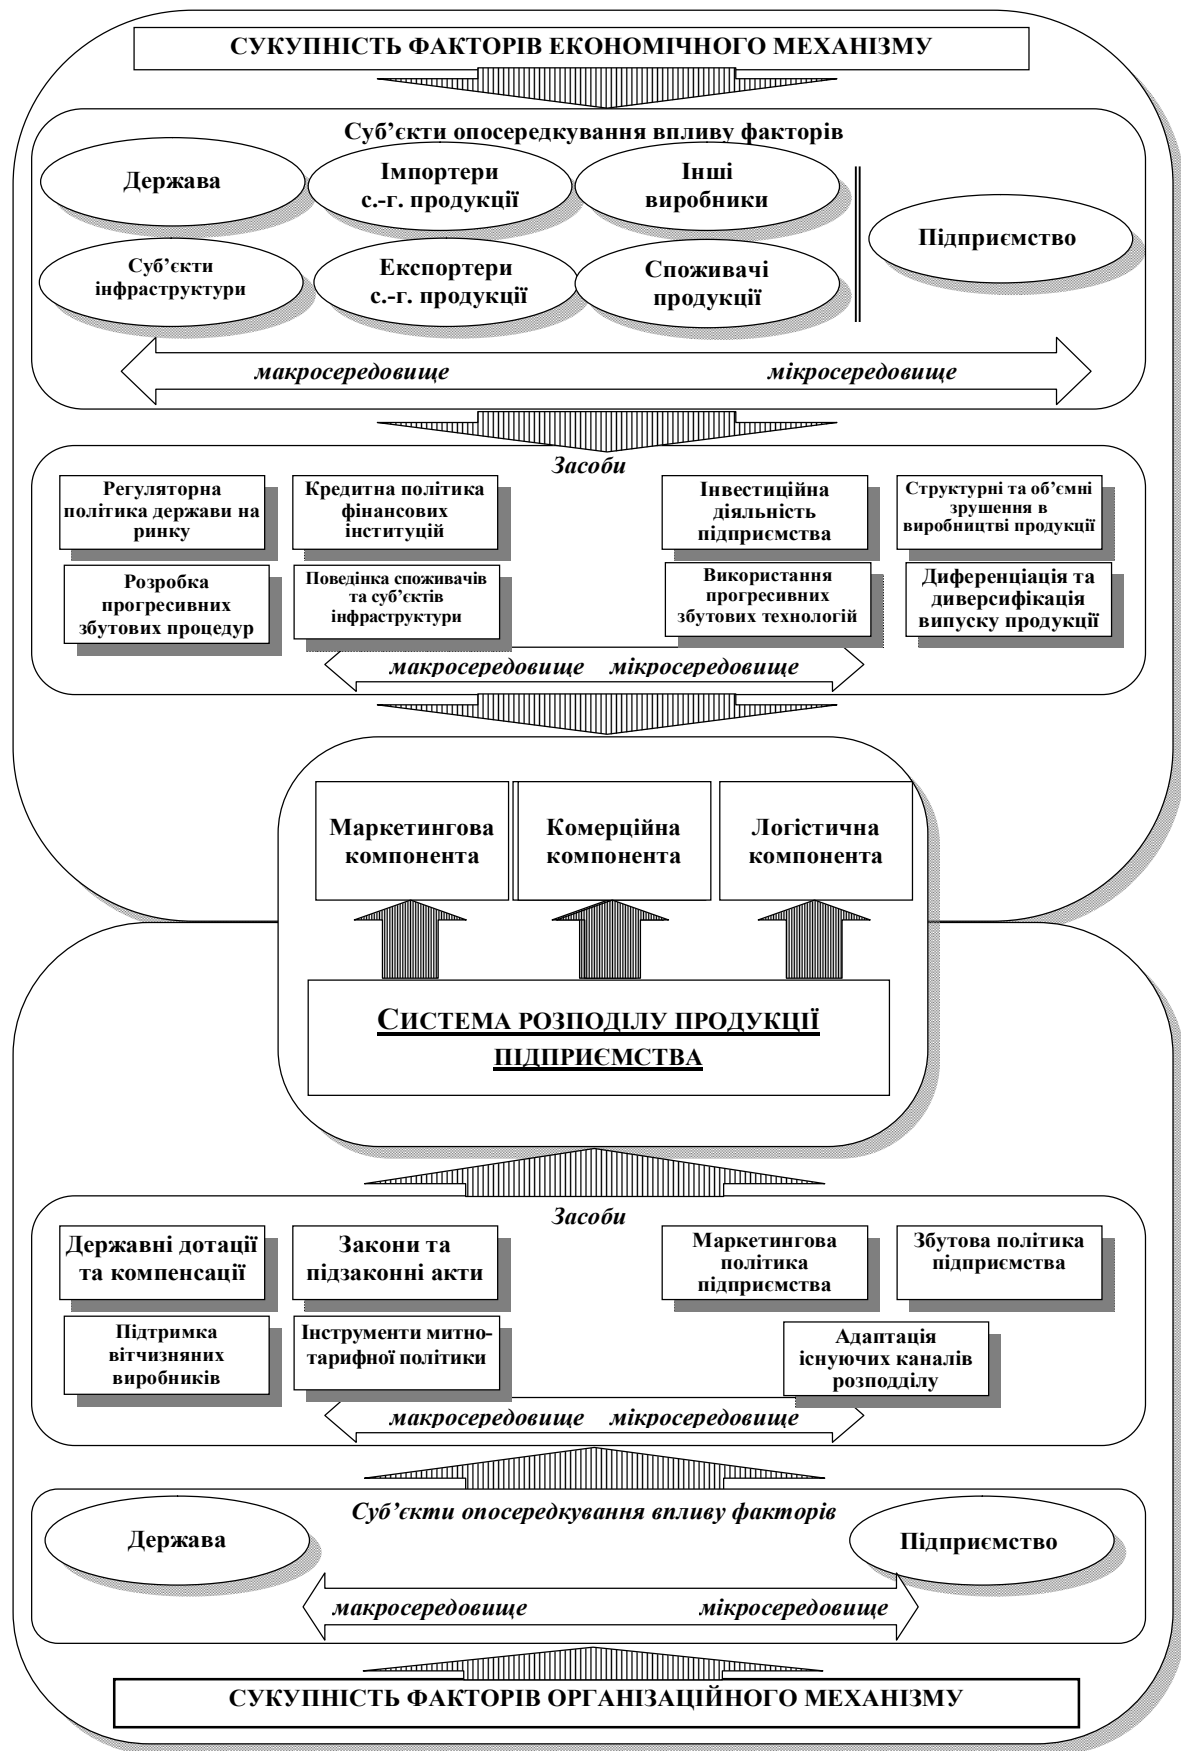 СУКУПНІСТЬ ФАКТОРІВ ЕКОНОМІЧНОГО МЕХАНІЗМУ
Суб’єкти опосередкування впливу факторів
Держава
Імпортери
с.-г. продукції
Інші
виробники
Підприємство
Суб’єкти
інфраструктури
Експортери
с.-г. продукції
Споживачі
продукції
макросередовище
мікросередовище
Засоби
Регуляторна
політика держави на
ринку
Кредитна політика
фінансових
інституцій
Інвестиційна
діяльність
підприємства
Структурні та об’ємні
зрушення в
виробництві продукції
Розробка
прогресивних
збутових процедур
Поведінка споживачів
та суб’єктів
інфраструктури
Використання
прогресивних
збутових технологій
Диференціація та
диверсифікація
випуску продукції
макросередовище
мікросередовище
Маркетингова
компонента
Комерційна
компонента
Логістична
компонента
СИСТЕМА РОЗПОДІЛУ ПРОДУКЦІЇ
ПІДПРИЄМСТВА
Засоби
Державні дотації
та компенсації
Закони та
підзаконні акти
Маркетингова
політика
підприємства
Збутова політика
підприємства
Підтримка
вітчизняних
виробників
Інструменти митно-
тарифної політики
Адаптація
існуючих каналів
розподділу
макросередовище
мікросередовище
Суб’єкти опосередкування впливу факторів
Держава
Підприємство
макросередовище
мікросередовище
СУКУПНІСТЬ ФАКТОРІВ ОРГАНІЗАЦІЙНОГО МЕХАНІЗМУ